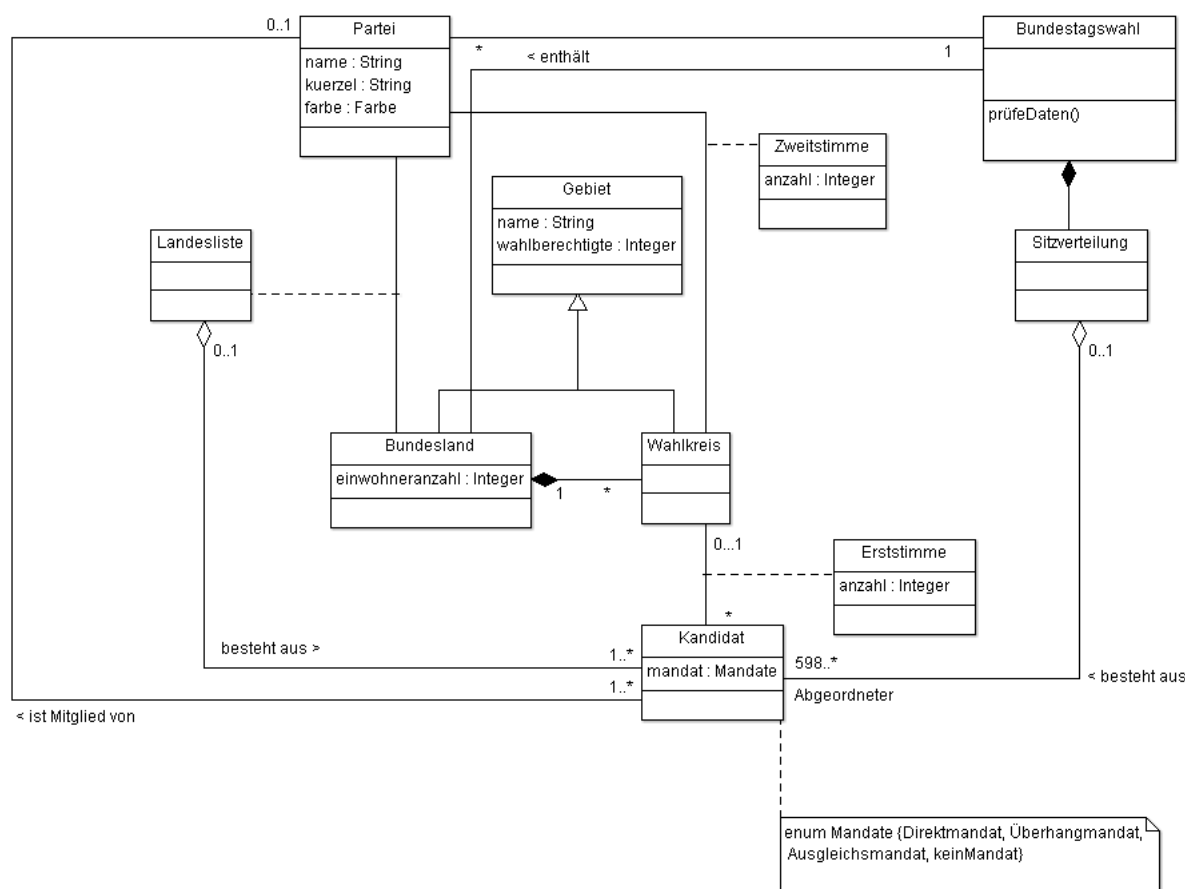 0..1
Partei
name : String
kuerzel : String
farbe : Farbe
*
< enthält
1
Bundestagswahl
prüfeDaten()
Zweitstimme
anzahl : Integer
Gebiet
name : String
wahlberechtigte : Integer
Landesliste
0..1
Sitzverteilung
0..1
Bundesland
einwohneranzahl : Integer
1
*
Wahlkreis
0...1
Erststimme
anzahl : Integer
*
Kandidat
mandat : Mandate
besteht aus >
1..*
1..*
598..*
Abgeordneter
< besteht aus
< ist Mitglied von
enum Mandate {Direktmandat, Überhangmandat,
Ausgleichsmandat, keinMandat}